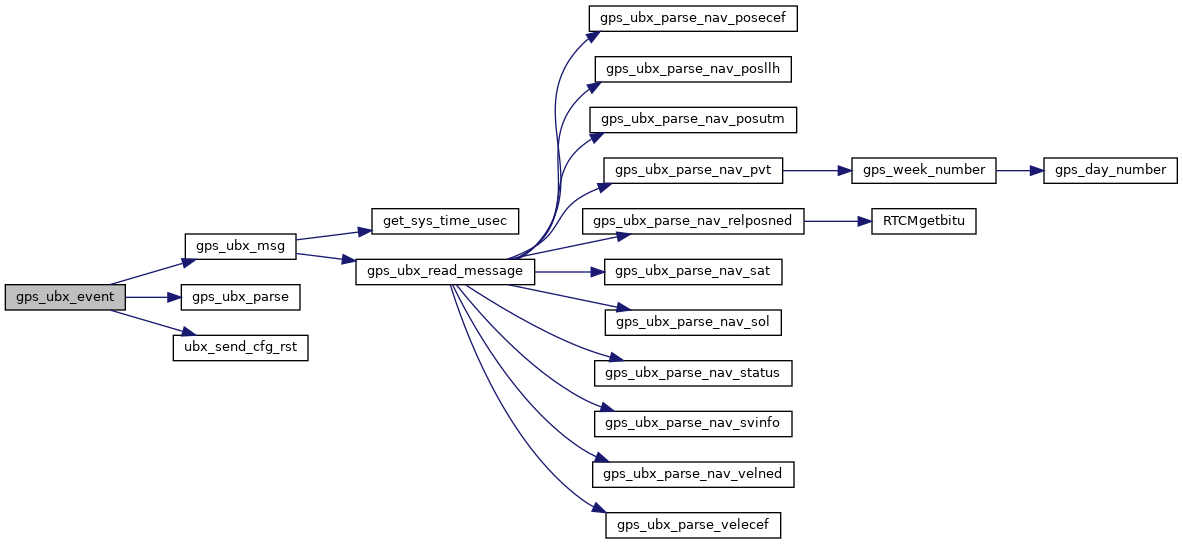 gps_ubx_parse_nav_posecef
gps_ubx_parse_nav_posllh
gps_ubx_parse_nav_posutm
gps_ubx_parse_nav_pvt
gps_week_number
gps_day_number
get_sys_time_usec
gps_ubx_parse_nav_relposned
RTCMgetbitu
gps_ubx_msg
gps_ubx_read_message
gps_ubx_parse_nav_sat
gps_ubx_event
gps_ubx_parse
gps_ubx_parse_nav_sol
ubx_send_cfg_rst
gps_ubx_parse_nav_status
gps_ubx_parse_nav_svinfo
gps_ubx_parse_nav_velned
gps_ubx_parse_velecef